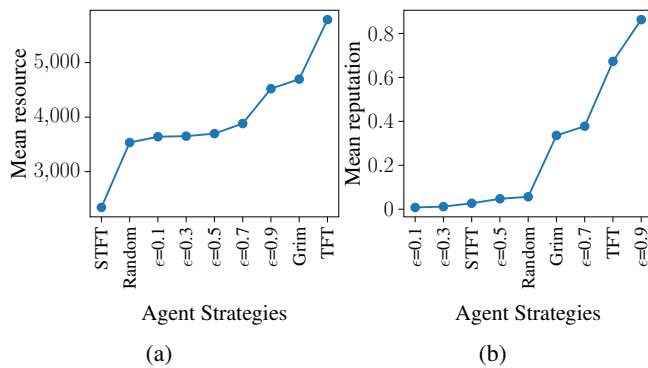 Mean resource
5,000
4,000
3,000
STFT
Random
ϵ=0.1
ϵ=0.3
ϵ=0.5
ϵ=0.7
ϵ=0.9
Grim
TFT
Agent Strategies
(a)
Mean reputation
0.8
0.6
0.4
0.2
0
ϵ=0.1
ϵ=0.3
STFT
ϵ=0.5
Random
Grim
ϵ=0.7
TFT
ϵ=0.9
Agent Strategies
(b)